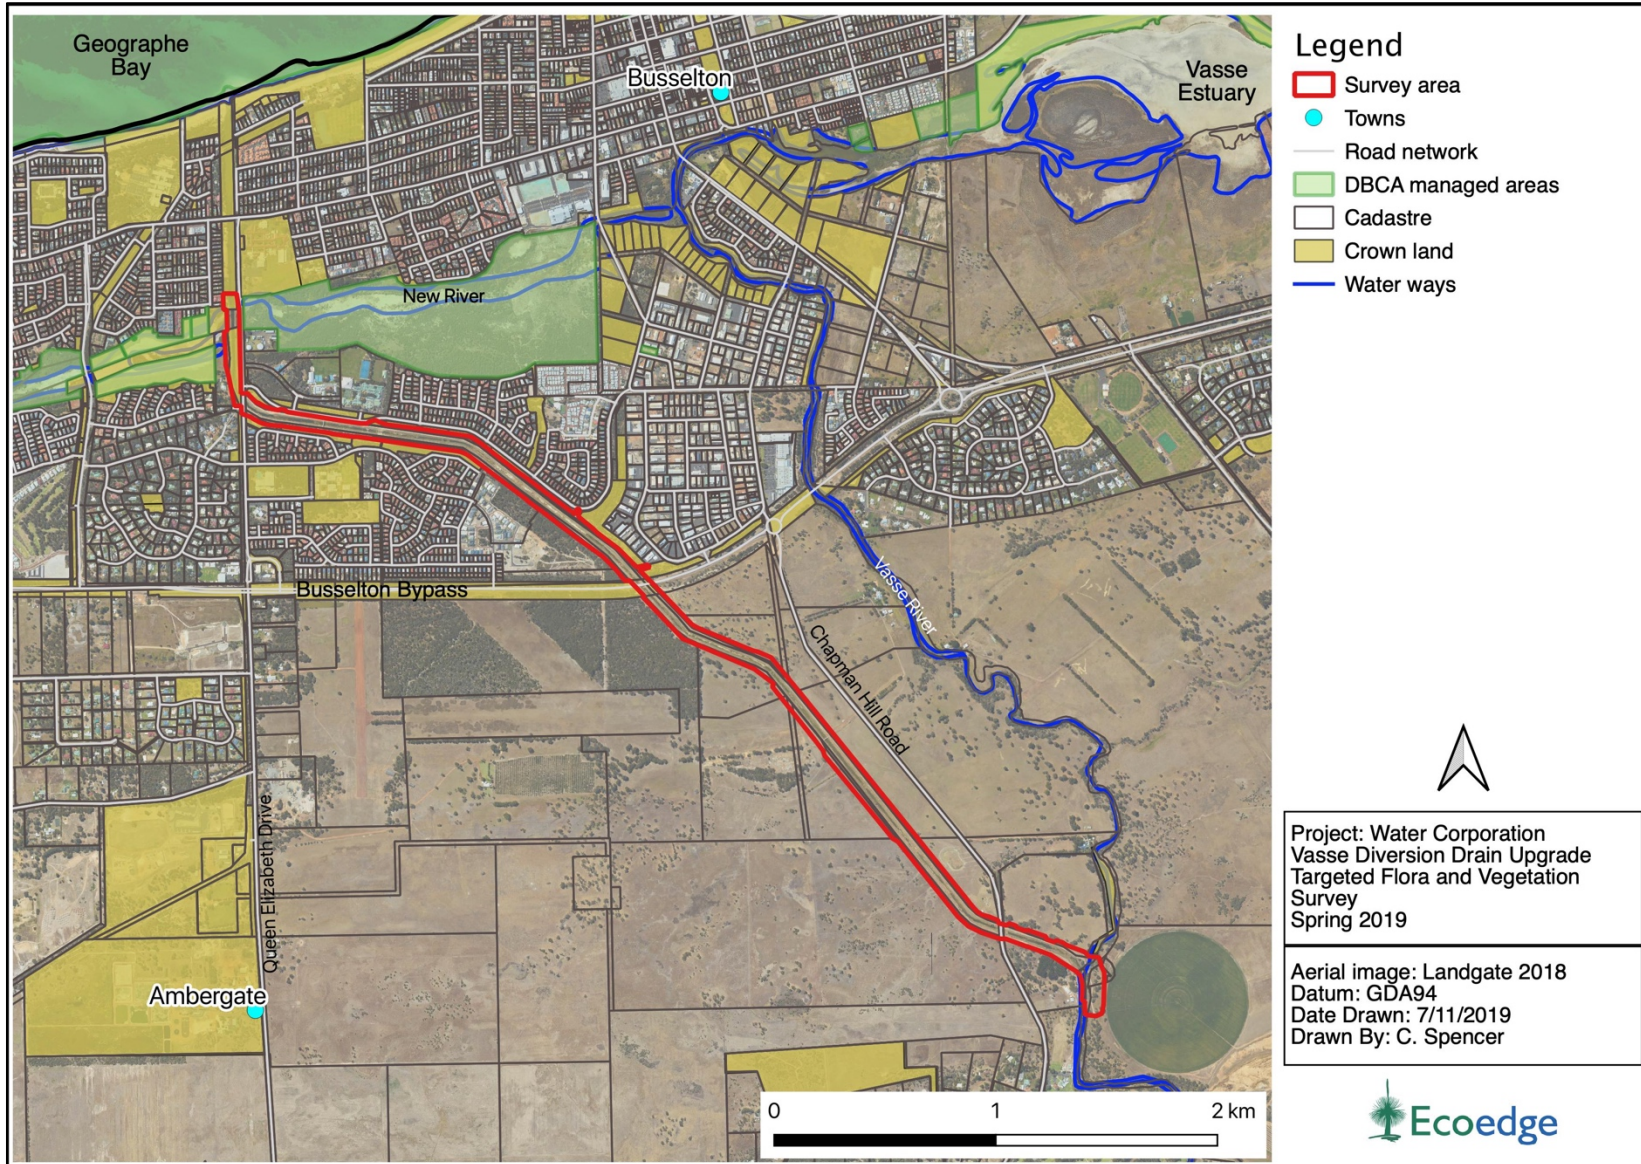 Geographe
Bay
Busselton
Vasse
Estuary
New River
Busselton Bypass
Vasse River
Chapman Hill Road
Queen Elizabeth Drive
Ambergate
0 1 2 km
Legend
Survey area
Towns
Road network
DBCA managed areas
Cadastre
Crown land
Water ways
Project: Water Corporation
Vasse Diversion Drain Upgrade
Targeted Flora and Vegetation
Survey
Spring 2019
Aerial image: Landgate 2018
Datum: GDA94
Date Drawn: 7/11/2019
Drawn By: C. Spencer
Ecoedge